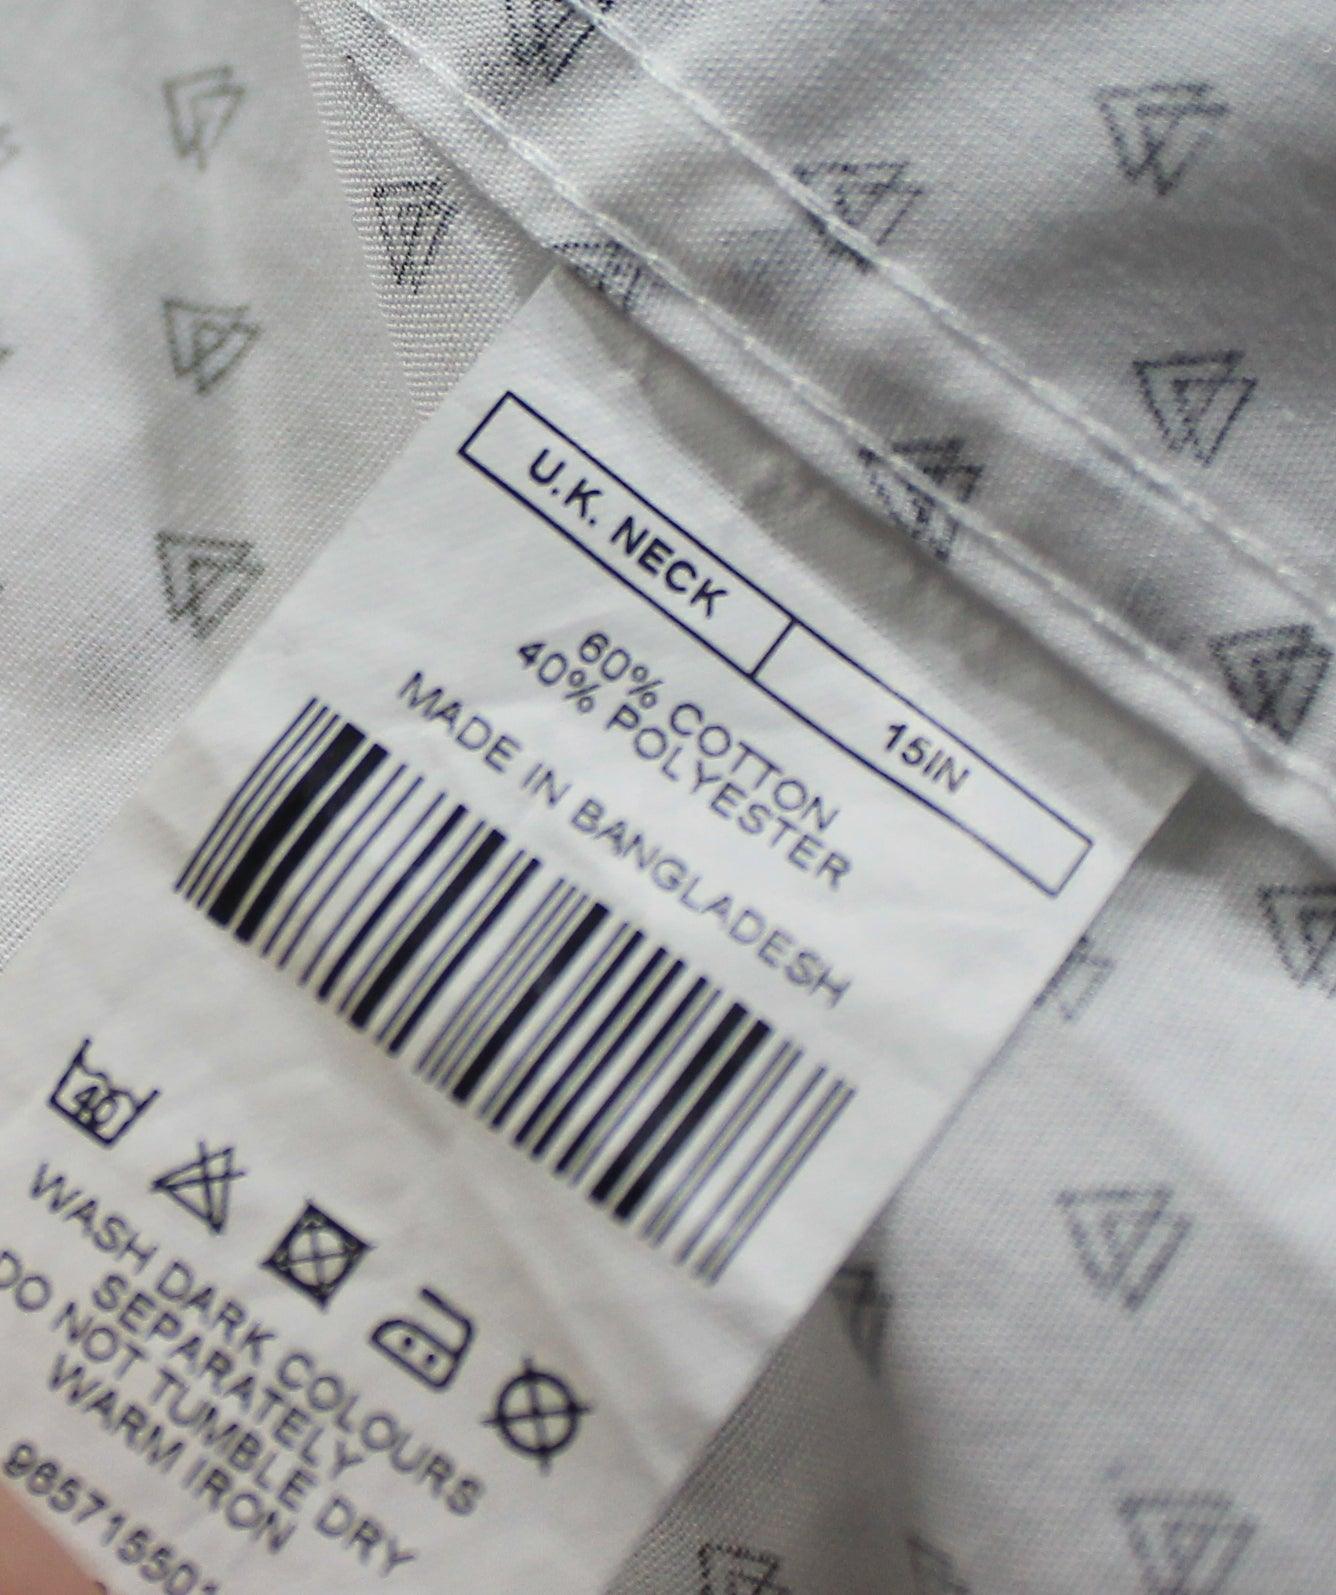 U.K. NECK 15IN
60% COTTON
40% POLYESTER
MADE IN BANGLADESH
40
WASH DARK COLOURS
SEPARATELY
DO NOT TUMBLE DRY
WARM IRON